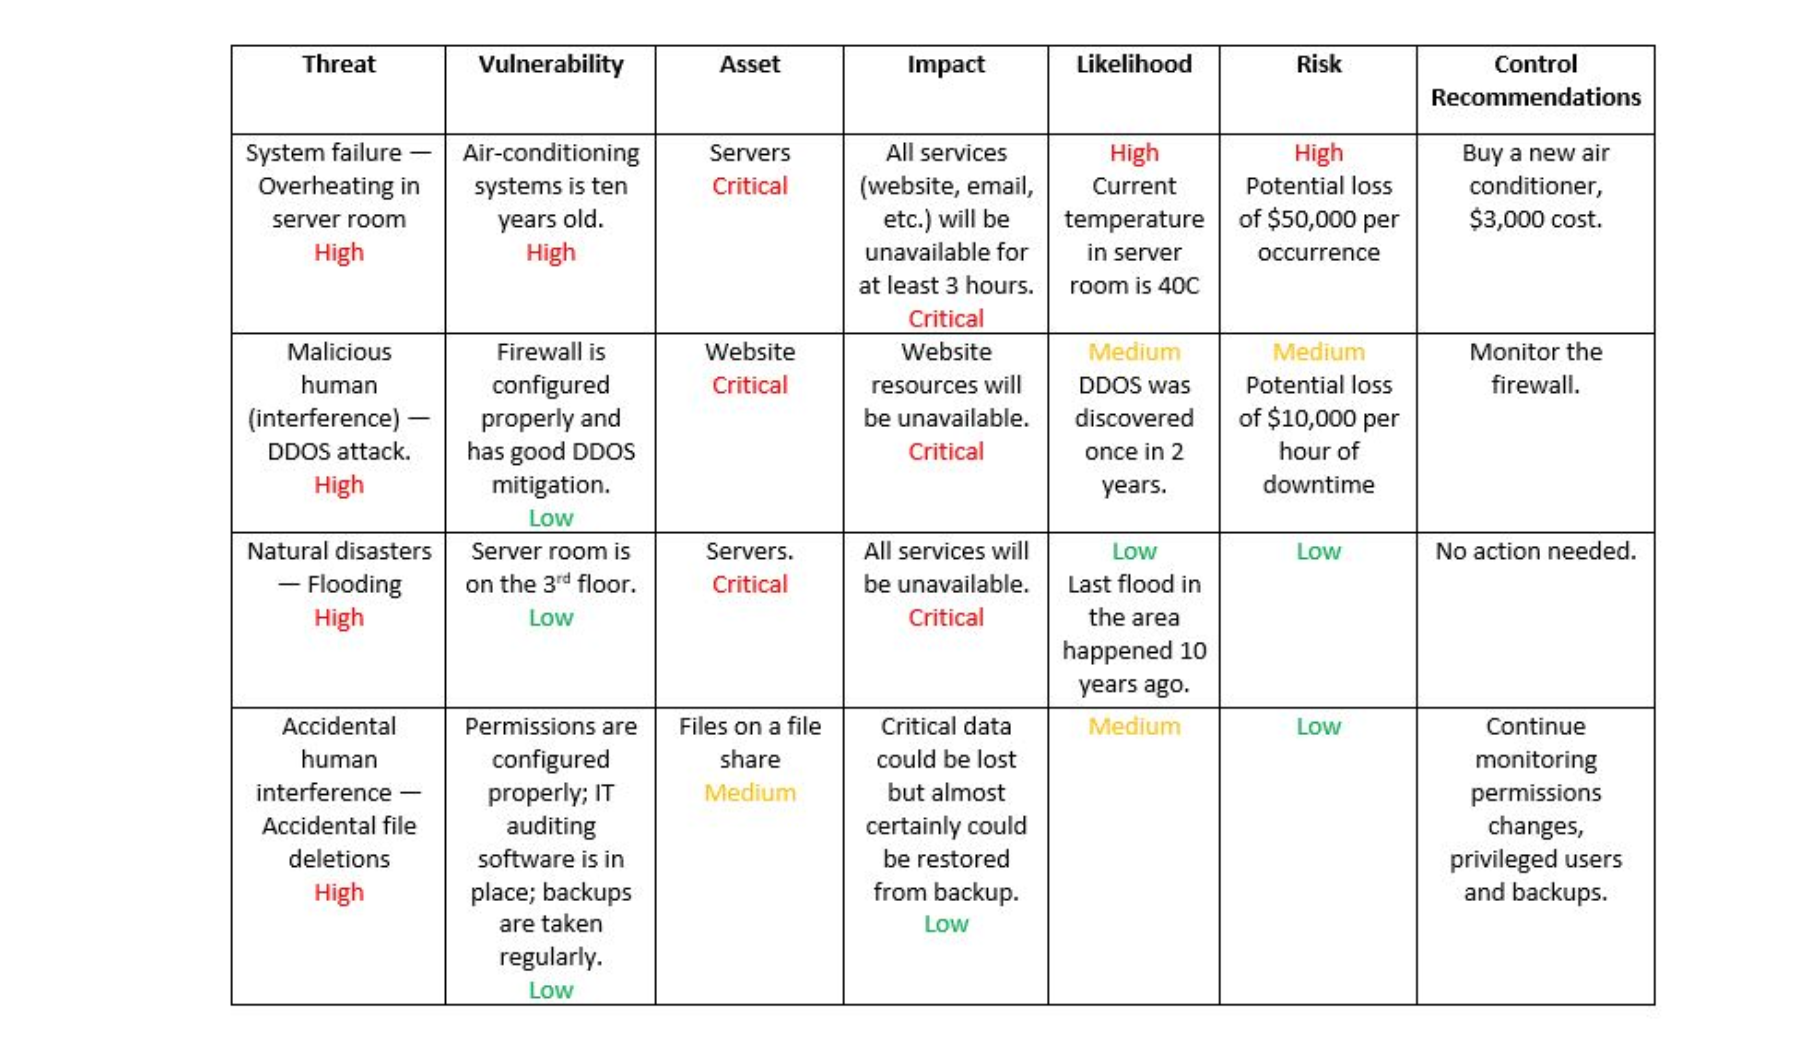 Threat
Vulnerability
Asset
Impact
Likelihood
Risk
Control
Recommendations
System failure —
Overheating in
server room
High
Air-conditioning
systems is ten
years old.
High
Servers
Critical
All services
(website, email,
etc.) will be
unavailable for
at least 3 hours.
Critical
High
Current
temperature
in server
room is 40C
High
Potential loss
of $50,000 per
occurrence
Buy a new air
conditioner,
$3,000 cost.
Malicious
human
(interference) —
DDOS attack.
High
Firewall is
configured
properly and
has good DDOS
mitigation.
Low
Website
Critical
Website
resources will
be unavailable.
Critical
Medium
DDOS was
discovered
once in 2
years.
Medium
Potential loss
of $10,000 per
hour of
downtime
Monitor the
firewall.
Natural disasters
— Flooding
High
Server room is
on the 3rd floor.
Low
Servers.
Critical
All services will
be unavailable.
Critical
Low
Last flood in
the area
happened 10
years ago.
Low
No action needed.
Accidental
human
interference —
Accidental file
deletions
High
Permissions are
configured
properly; IT
auditing
software is in
place; backups
are taken
regularly.
Low
Files on a file
share
Medium
Critical data
could be lost
but almost
certainly could
be restored
from backup.
Low
Medium
Low
Continue
monitoring
permissions
changes,
privileged users
and backups.